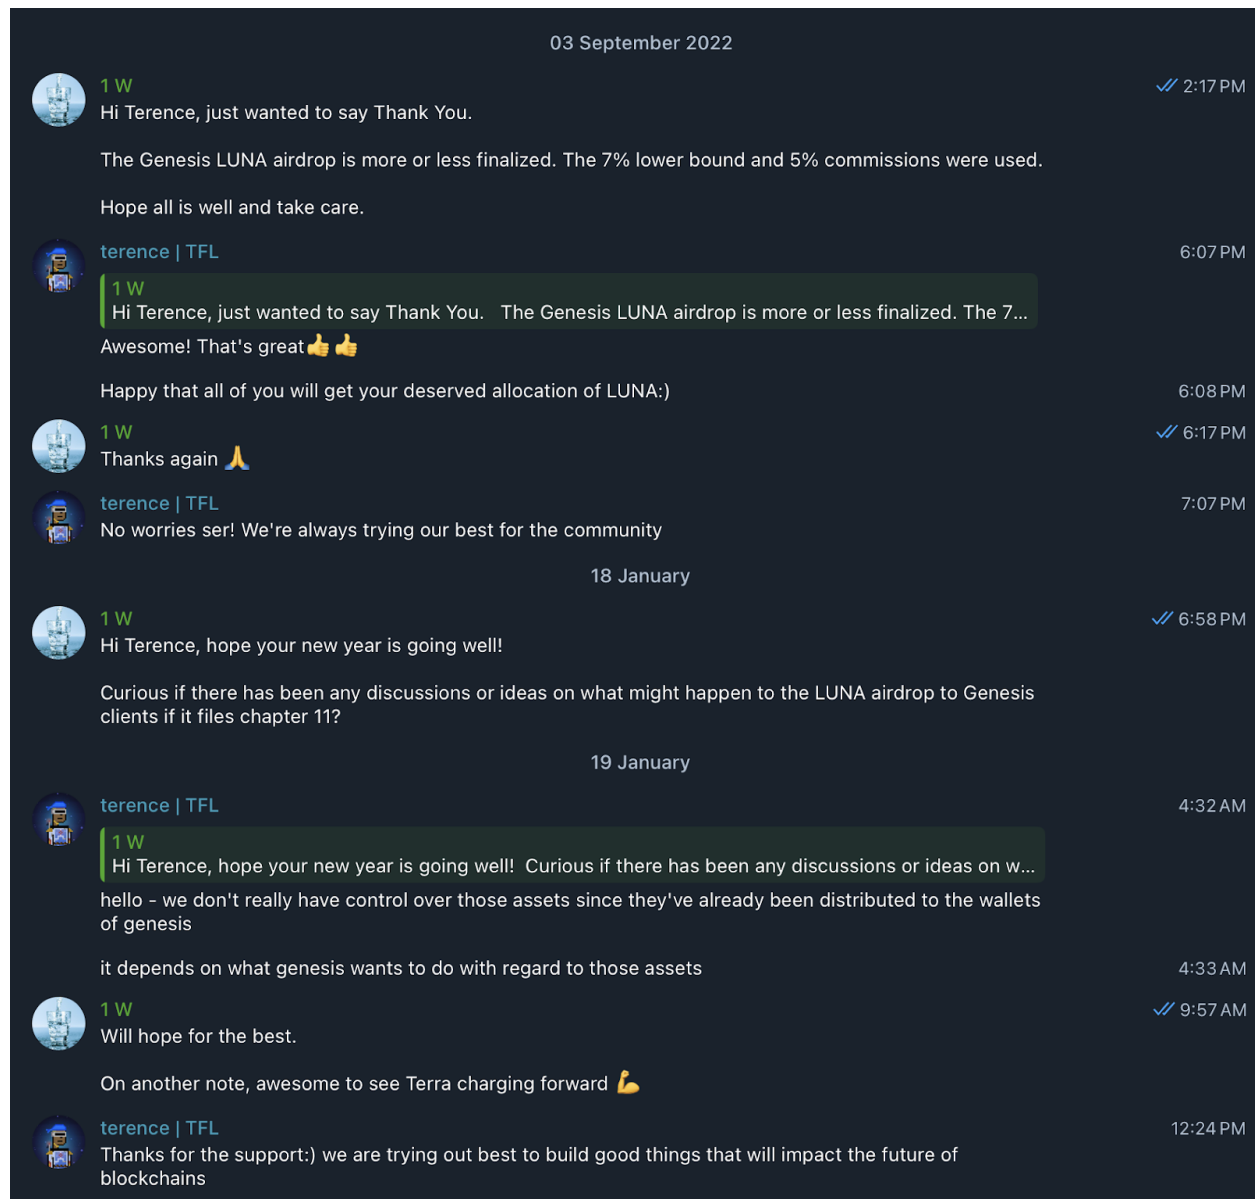 03 September 2022
1 W
2:17 PM
Hi Terence, just wanted to say Thank You.
The Genesis LUNA airdrop is more or less finalized. The 7% lower bound and 5% commissions were used.
Hope all is well and take care.
terence | TFL
6:07 PM
1 W
Hi Terence, just wanted to say Thank You. The Genesis LUNA airdrop is more or less finalized. The 7...
Awesome! That's great👍👍
Happy that all of you will get your deserved allocation of LUNA:)
6:08 PM
1 W
6:17 PM
Thanks again 🙏
terence | TFL
7:07 PM
No worries ser! We're always trying our best for the community
18 January
1 W
6:58 PM
Hi Terence, hope your new year is going well!
Curious if there has been any discussions or ideas on what might happen to the LUNA airdrop to Genesis
clients if it files chapter 11?
19 January
terence | TFL
4:32 AM
1 W
Hi Terence, hope your new year is going well! Curious if there has been any discussions or ideas on w...
hello - we don't really have control over those assets since they've already been distributed to the wallets
of genesis
it depends on what genesis wants to do with regard to those assets
4:33 AM
1 W
9:57 AM
Will hope for the best.
On another note, awesome to see Terra charging forward 💪
terence | TFL
12:24 PM
Thanks for the support:) we are trying out best to build good things that will impact the future of
blockchains